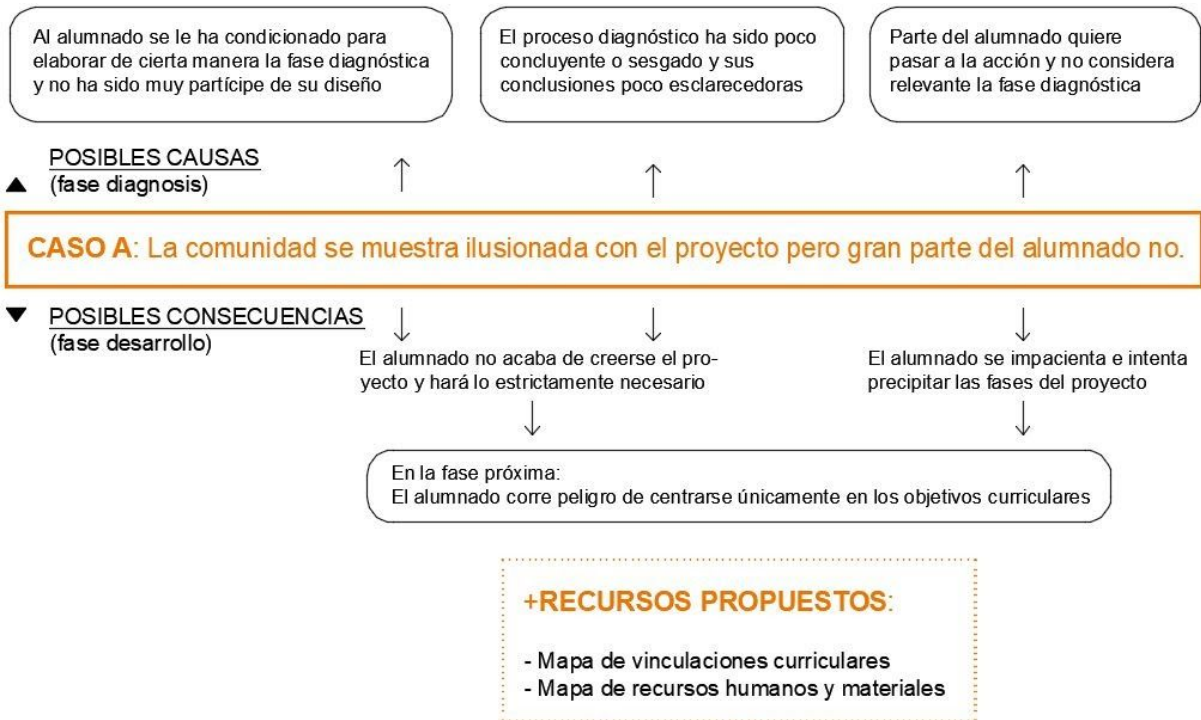 Al alumnado se le ha condicionado para
elaborar de cierta manera la fase diagnóstica
y no ha sido muy partícipe de su diseño
El proceso diagnóstico ha sido poco
concluyente o sesgado y sus
conclusiones poco esclarecedoras
Parte del alumnado quiere
pasar a la acción y no considera
relevante la fase diagnóstica
POSIBLES CAUSAS
(fase diagnosis)
CASO A: La comunidad se muestra ilusionada con el proyecto pero gran parte del alumnado no.
POSIBLES CONSECUENCIAS
(fase desarrollo)
El alumnado no acaba de creerse el pro-
yecto y hará lo estrictamente necesario
El alumnado se impacienta e intenta
precipitar las fases del proyecto
En la fase próxima:
El alumnado corre peligro de centrarse únicamente en los objetivos curriculares
+RECURSOS PROPUESTOS:
- Mapa de vinculaciones curriculares
- Mapa de recursos humanos y materiales